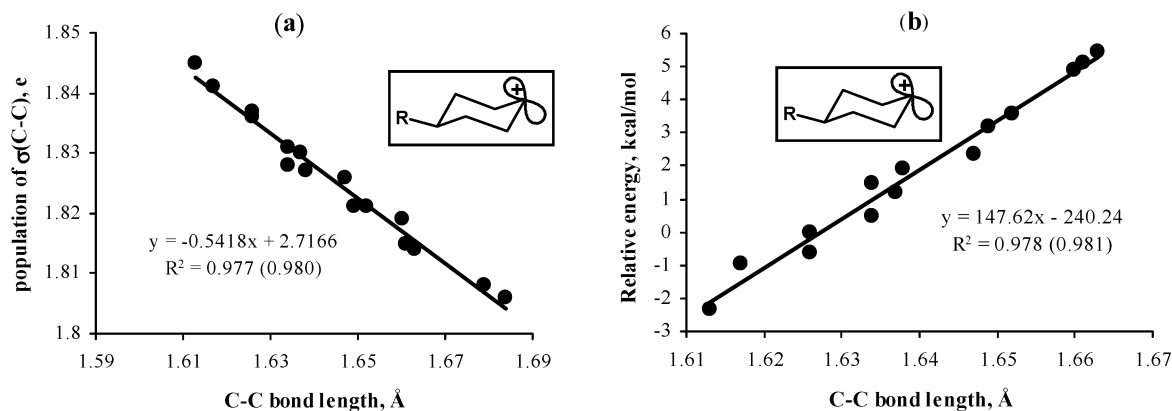 (a)
population of σ(C-C), e
1.85
1.84
1.83
1.82
1.81
1.8
+
R
y = -0.5418x + 2.7166
R² = 0.977 (0.980)
1.59
1.61
1.63
1.65
1.67
1.69
C-C bond length, Å
(b)
Relative energy, kcal/mol
6
5
4
3
2
1
0
-1
-2
-3
+
R
y = 147.62x - 240.24
R² = 0.978 (0.981)
1.61
1.62
1.63
1.64
1.65
1.66
1.67
C-C bond length, Å